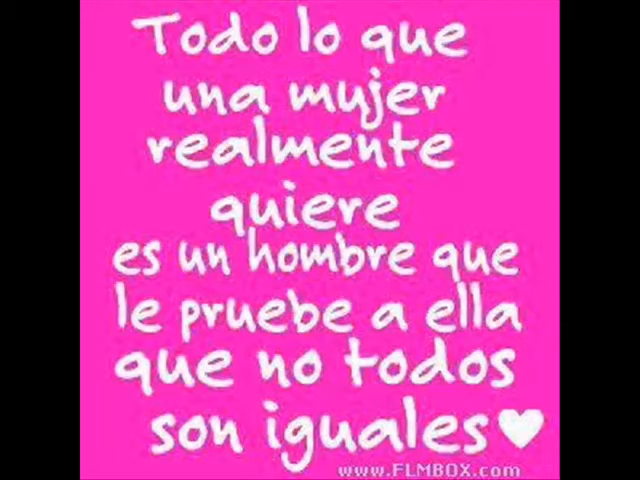 Todo lo que
una mujer
realmente
quiere
es un hombre que
le pruebe a ella
que no todos
son iguales
www.FLMBOX.com